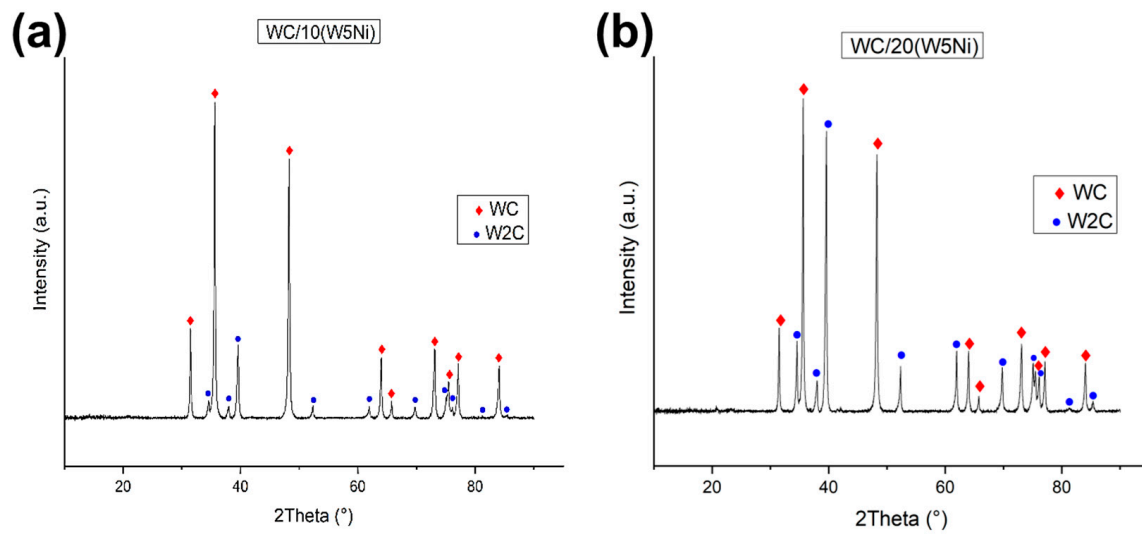 (a)
WC/10(W5Ni)
Intensity (a.u.)
WC
W2C
20
40
60
80
2Theta (°)
(b)
WC/20(W5Ni)
Intensity (a.u.)
WC
W2C
20
40
60
80
2Theta (°)